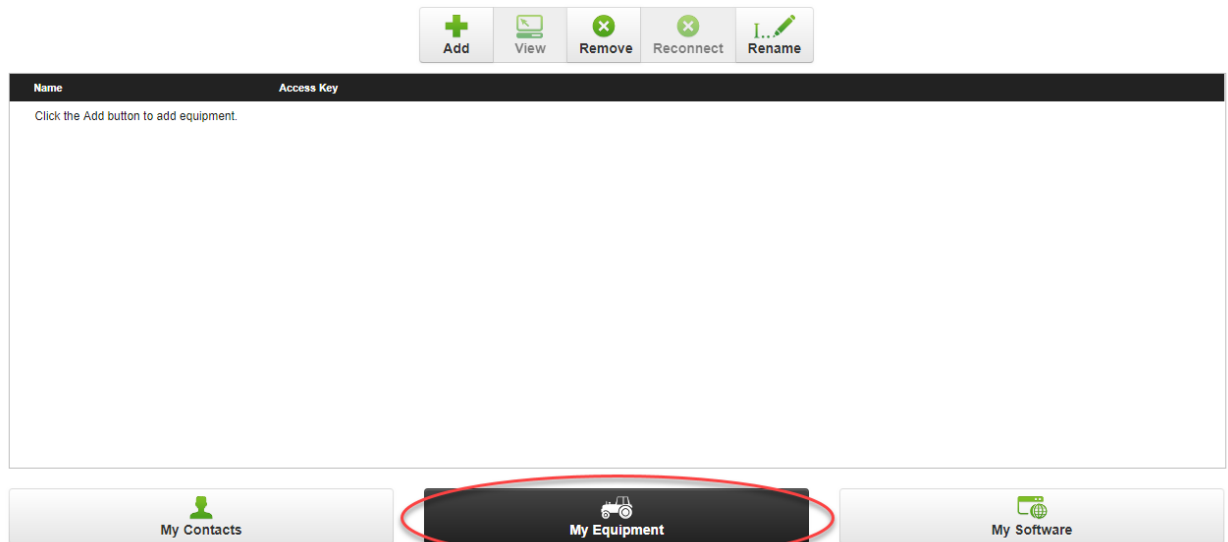 Add View Remove Reconnect I... Rename
Name Access Key
Click the Add button to add equipment.
My Contacts My Equipment My Software